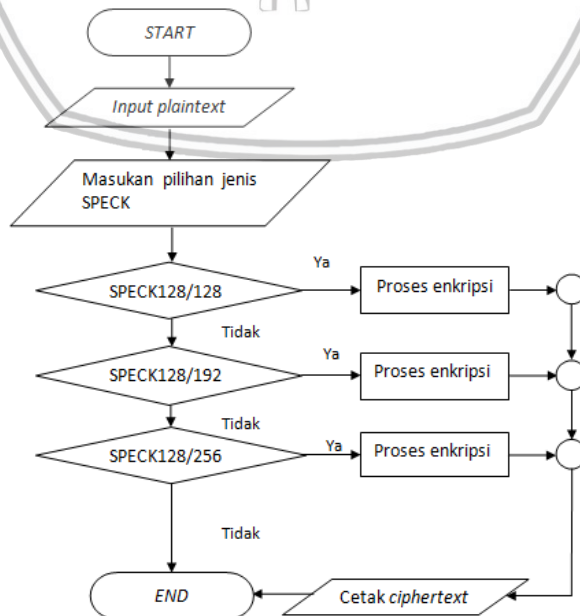 START
Input plaintext
Masukan pilihan jenis
SPECK
Ya
SPECK128/128
Proses enkripsi
Tidak
Ya
SPECK128/192
Proses enkripsi
Tidak
Ya
SPECK128/256
Proses enkripsi
Tidak
END
Cetak ciphertext